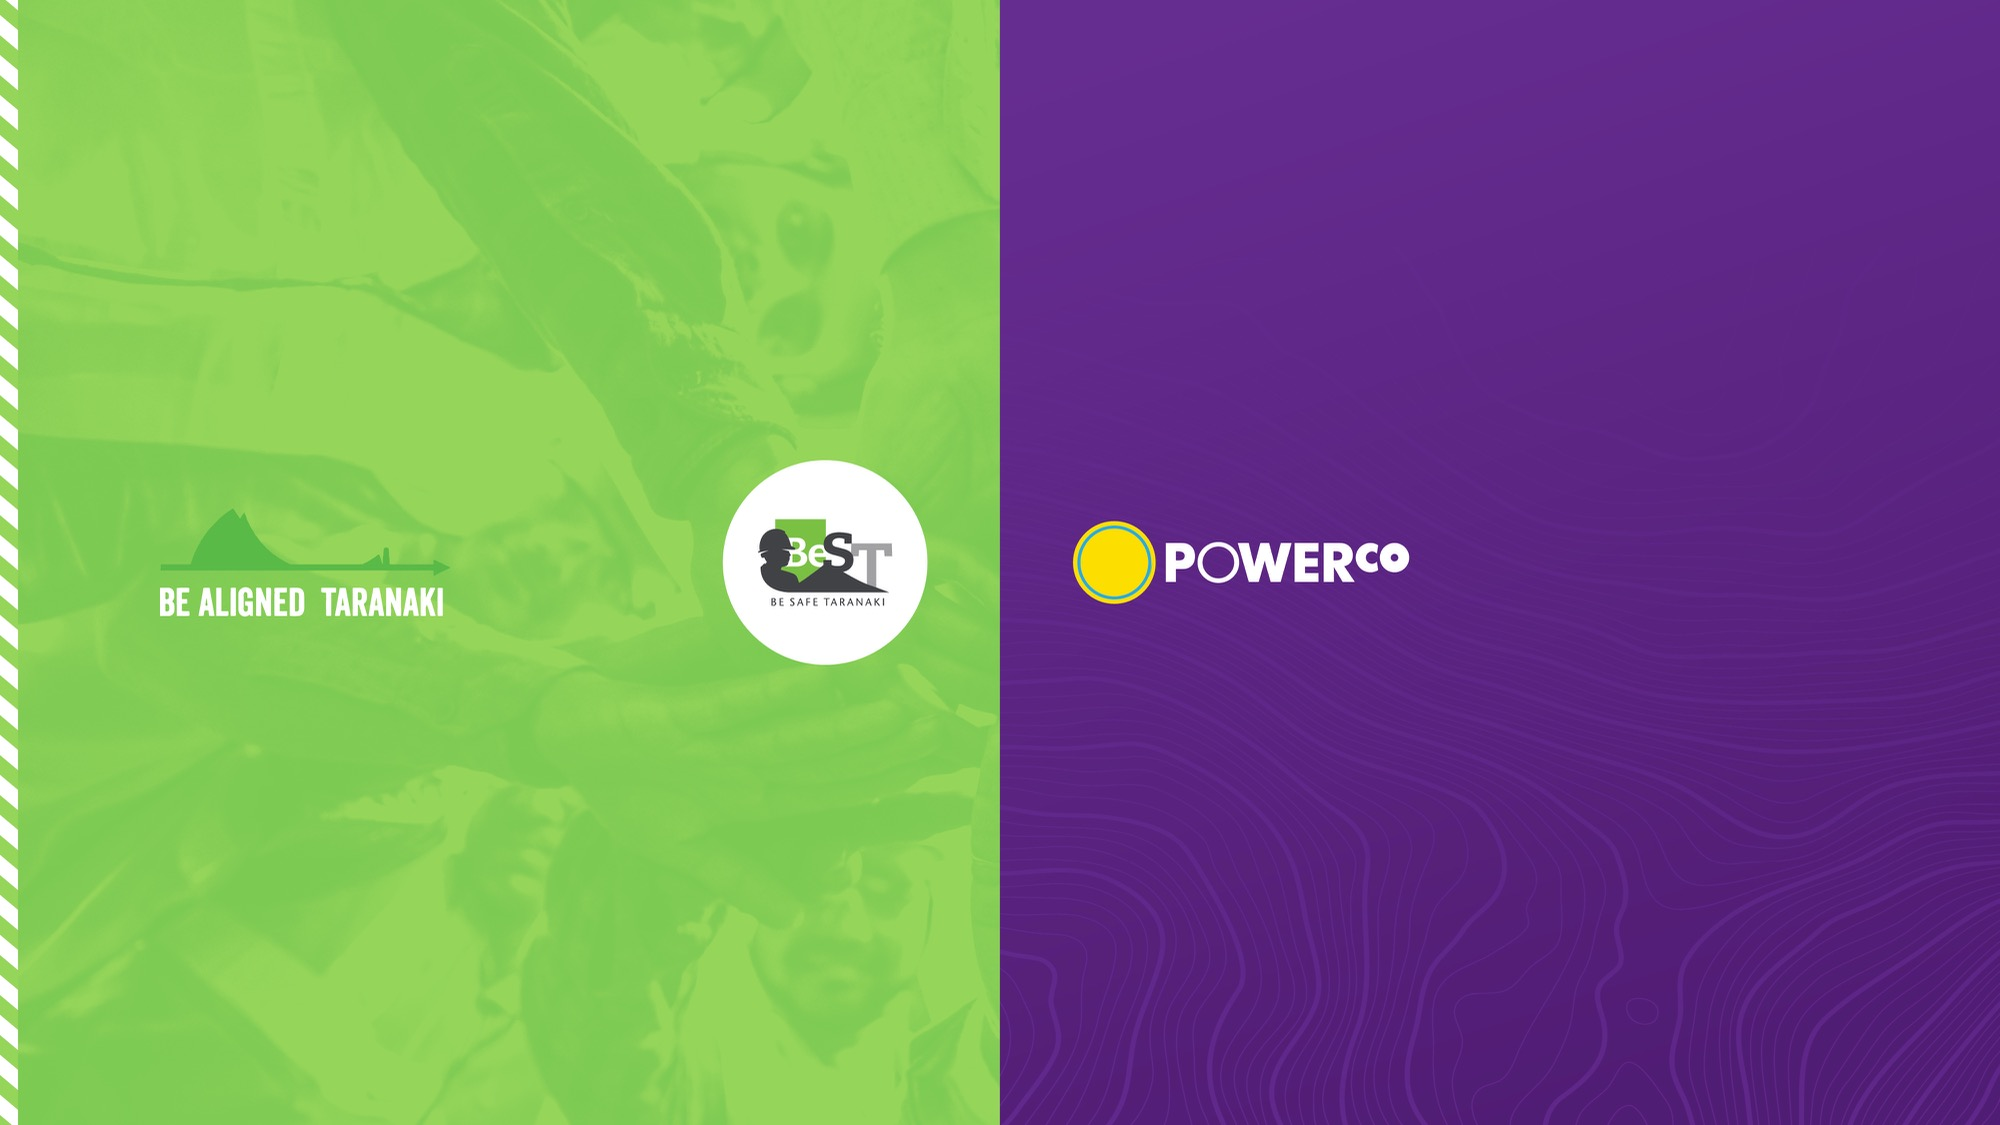 BE ALIGNED TARANAKI
BeST
BE SAFE TARANAKI
POWERCO